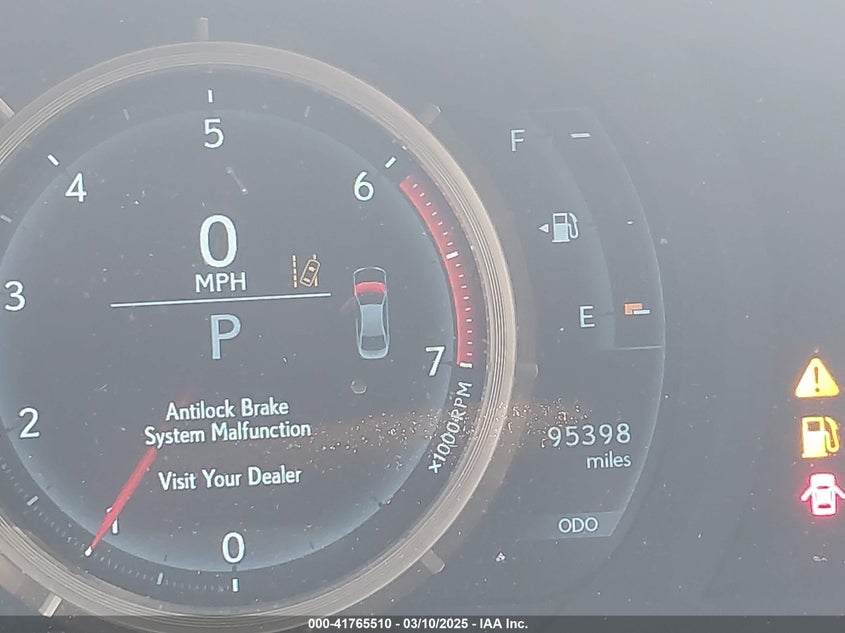 5
4
6
3
0
MPH
P
7
2
Antilock Brake
System Malfunction
Visit Your Dealer
1
0
x1000RPM
F
E
95398
miles
ODO
000-41765510 - 03/10/2025 - IAA Inc.